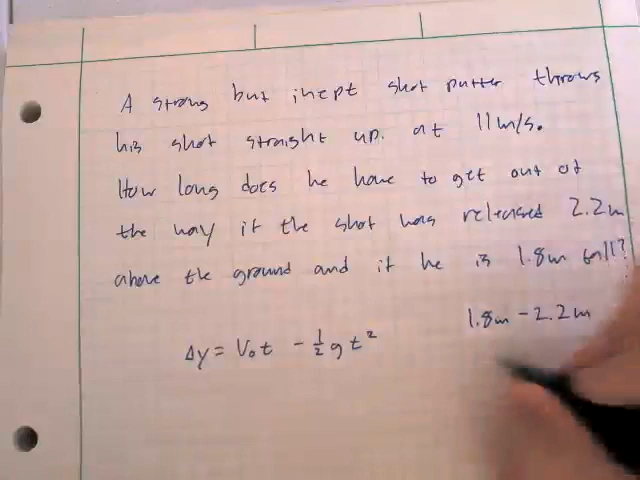 A strong but inept shot putter throws
his shot straight up. at 11m/s.
How long does he have to get out of
the way if the shot was released 2.2m
above the ground and if he is 1.8m tall?
1.8m - 2.2m
Δy = V₀t - ½gt²